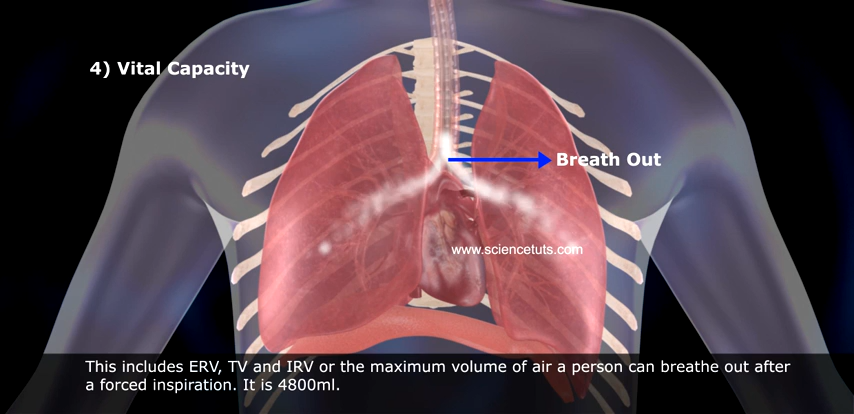 4) Vital Capacity
Breath Out
www.sciencetuts.com
This includes ERV, TV and IRV or the maximum volume of air a person can breathe out after
a forced inspiration. It is 4800ml.